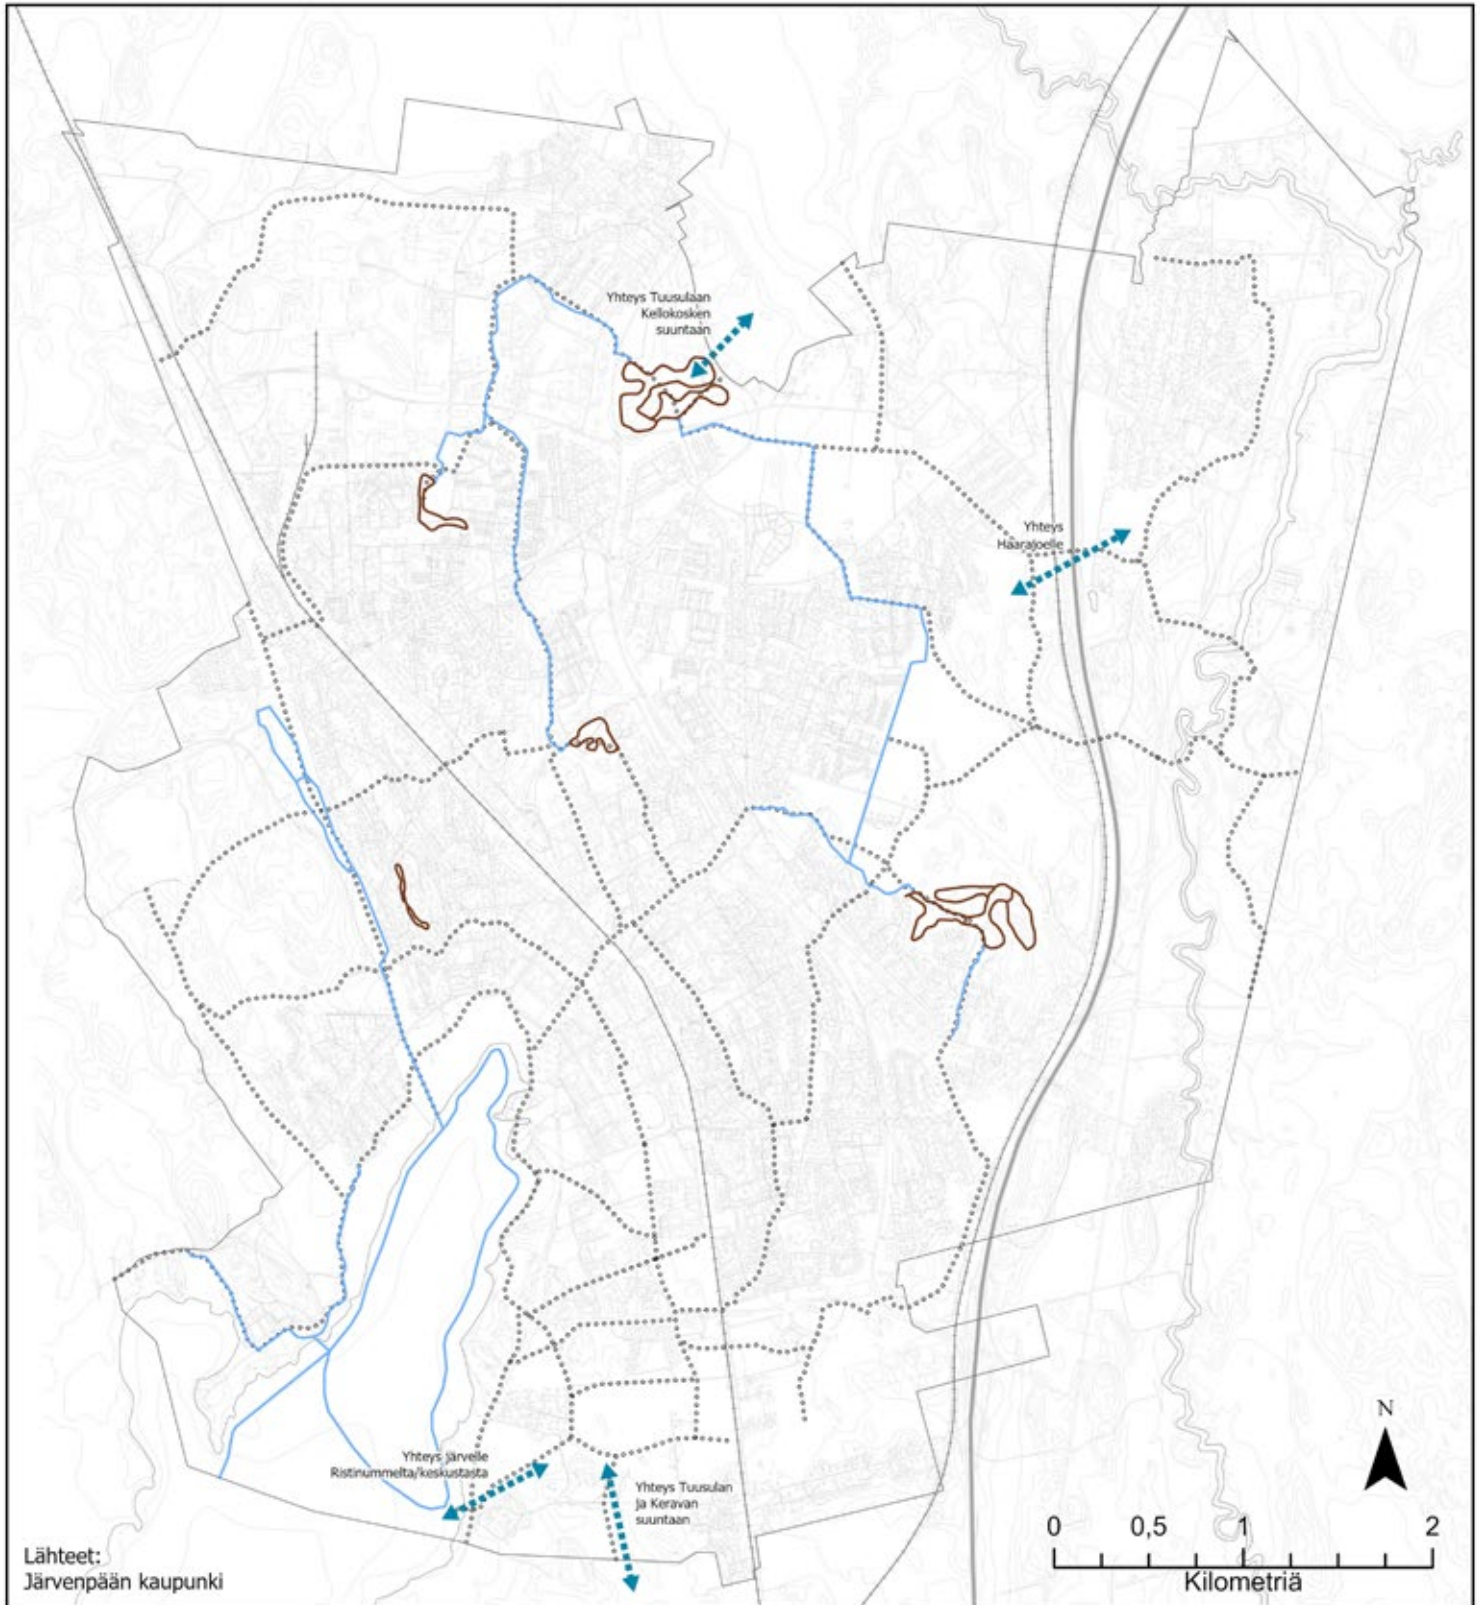 Yhteys Tuusulaan
Kellokosken
suuntaan
Yhteys
Haarajoelle
Yhteys järvelle
Ristinummelta/keskustasta
Yhteys Tuusulan
ja Keravan
suuntaan
N
0 0,5 1 2
Kilometriä
Lähteet:
Järvenpään kaupunki